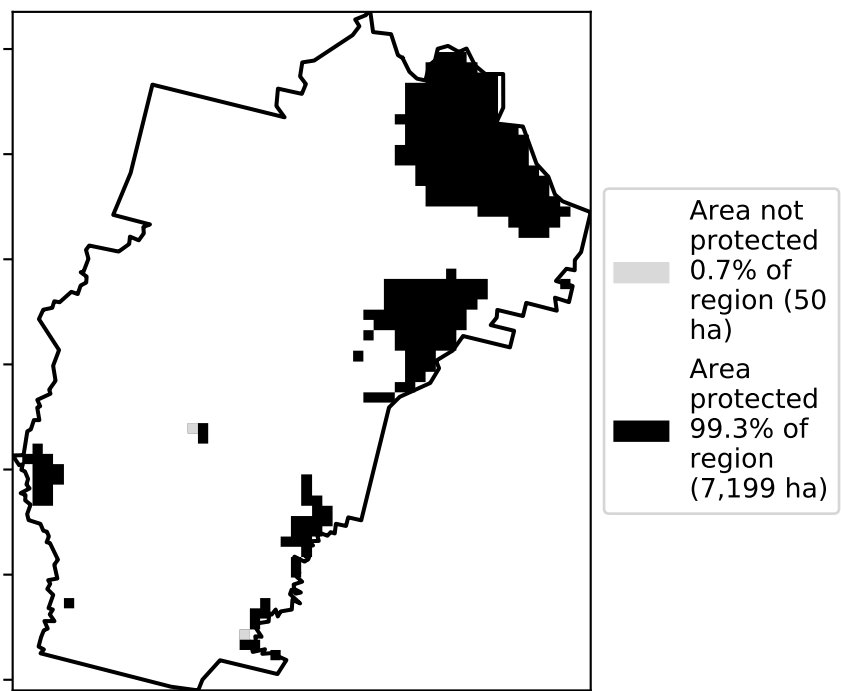 Area not
protected
0.7% of
region (50
ha)
Area
protected
99.3% of
region
(7,199 ha)